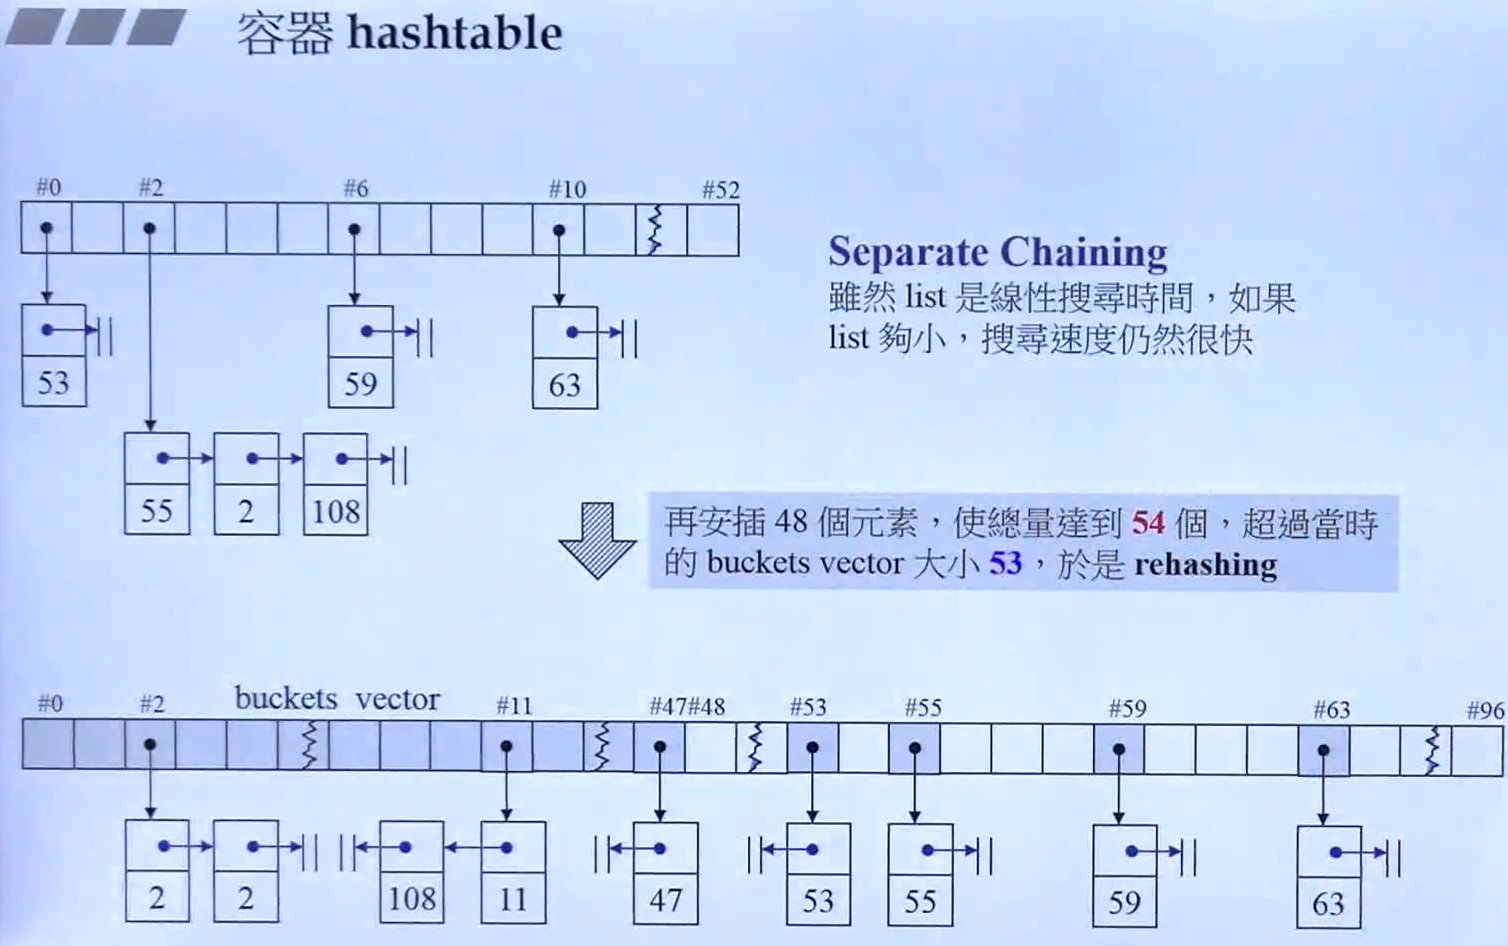 容器 hashtable
#0 #2 #6 #10 #52
Separate Chaining
雖然 list 是線性搜尋時間，如果
list 夠小，搜尋速度仍然很快
53 59 63
55 2 108
再安插 48 個元素，使總量達到 54 個，超過當時
的 buckets vector 大小 53，於是 rehashing
buckets vector
#0 #2 #11 #47 #48 #53 #55 #59 #63 #96
2 2 108 11 47 53 55 59 63